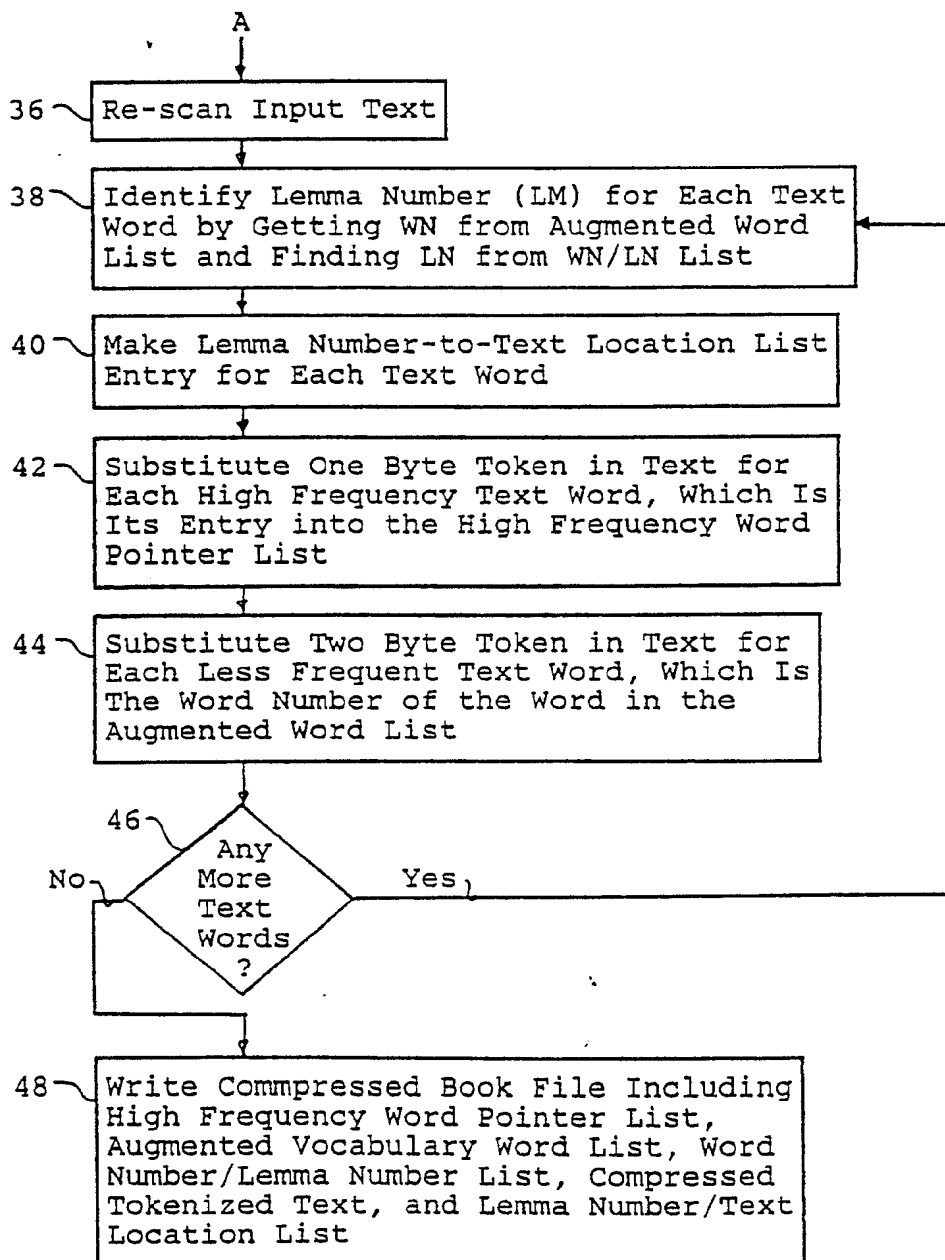 A
36
Re-scan Input Text
38
Identify Lemma Number (LM) for Each Text
Word by Getting WN from Augmented Word
List and Finding LN from WN/LN List
40
Make Lemma Number-to-Text Location List
Entry for Each Text Word
42
Substitute One Byte Token in Text for
Each High Frequency Text Word, Which Is
Its Entry into the High Frequency Word
Pointer List
44
Substitute Two Byte Token in Text for
Each Less Frequent Text Word, Which Is
The Word Number of the Word in the
Augmented Word List
46
Any
More
Text
Words
?
No
Yes
48
Write Commpressed Book File Including
High Frequency Word Pointer List,
Augmented Vocabulary Word List, Word
Number/Lemma Number List, Compressed
Tokenized Text, and Lemma Number/Text
Location List